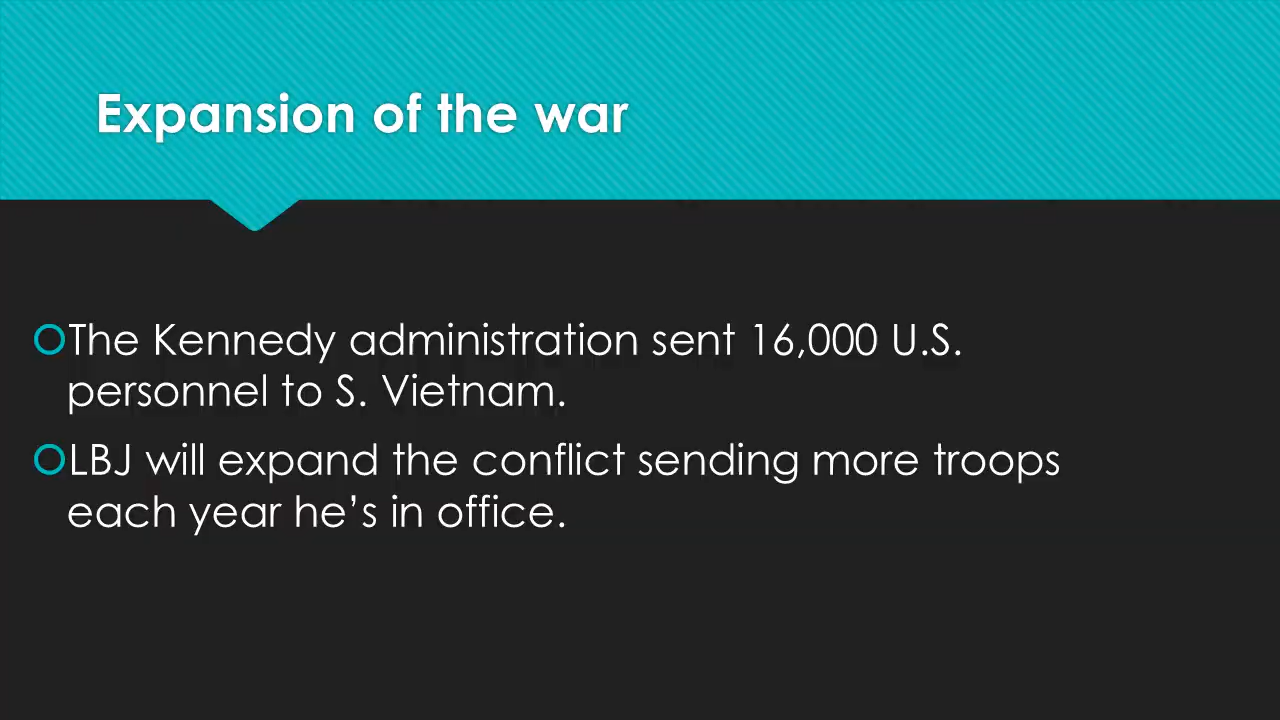 Expansion of the war
The Kennedy administration sent 16,000 U.S.
personnel to S. Vietnam.
LBJ will expand the conflict sending more troops
each year he’s in office.